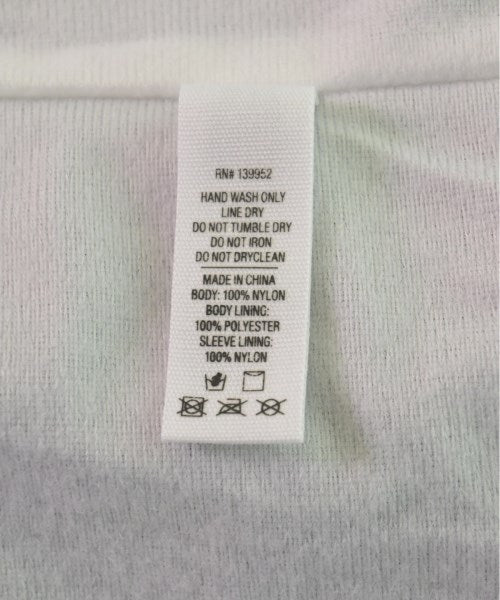 RN# 139952
HAND WASH ONLY
LINE DRY
DO NOT TUMBLE DRY
DO NOT IRON
DO NOT DRYCLEAN
MADE IN CHINA
BODY: 100% NYLON
BODY LINING:
100% POLYESTER
SLEEVE LINING:
100% NYLON